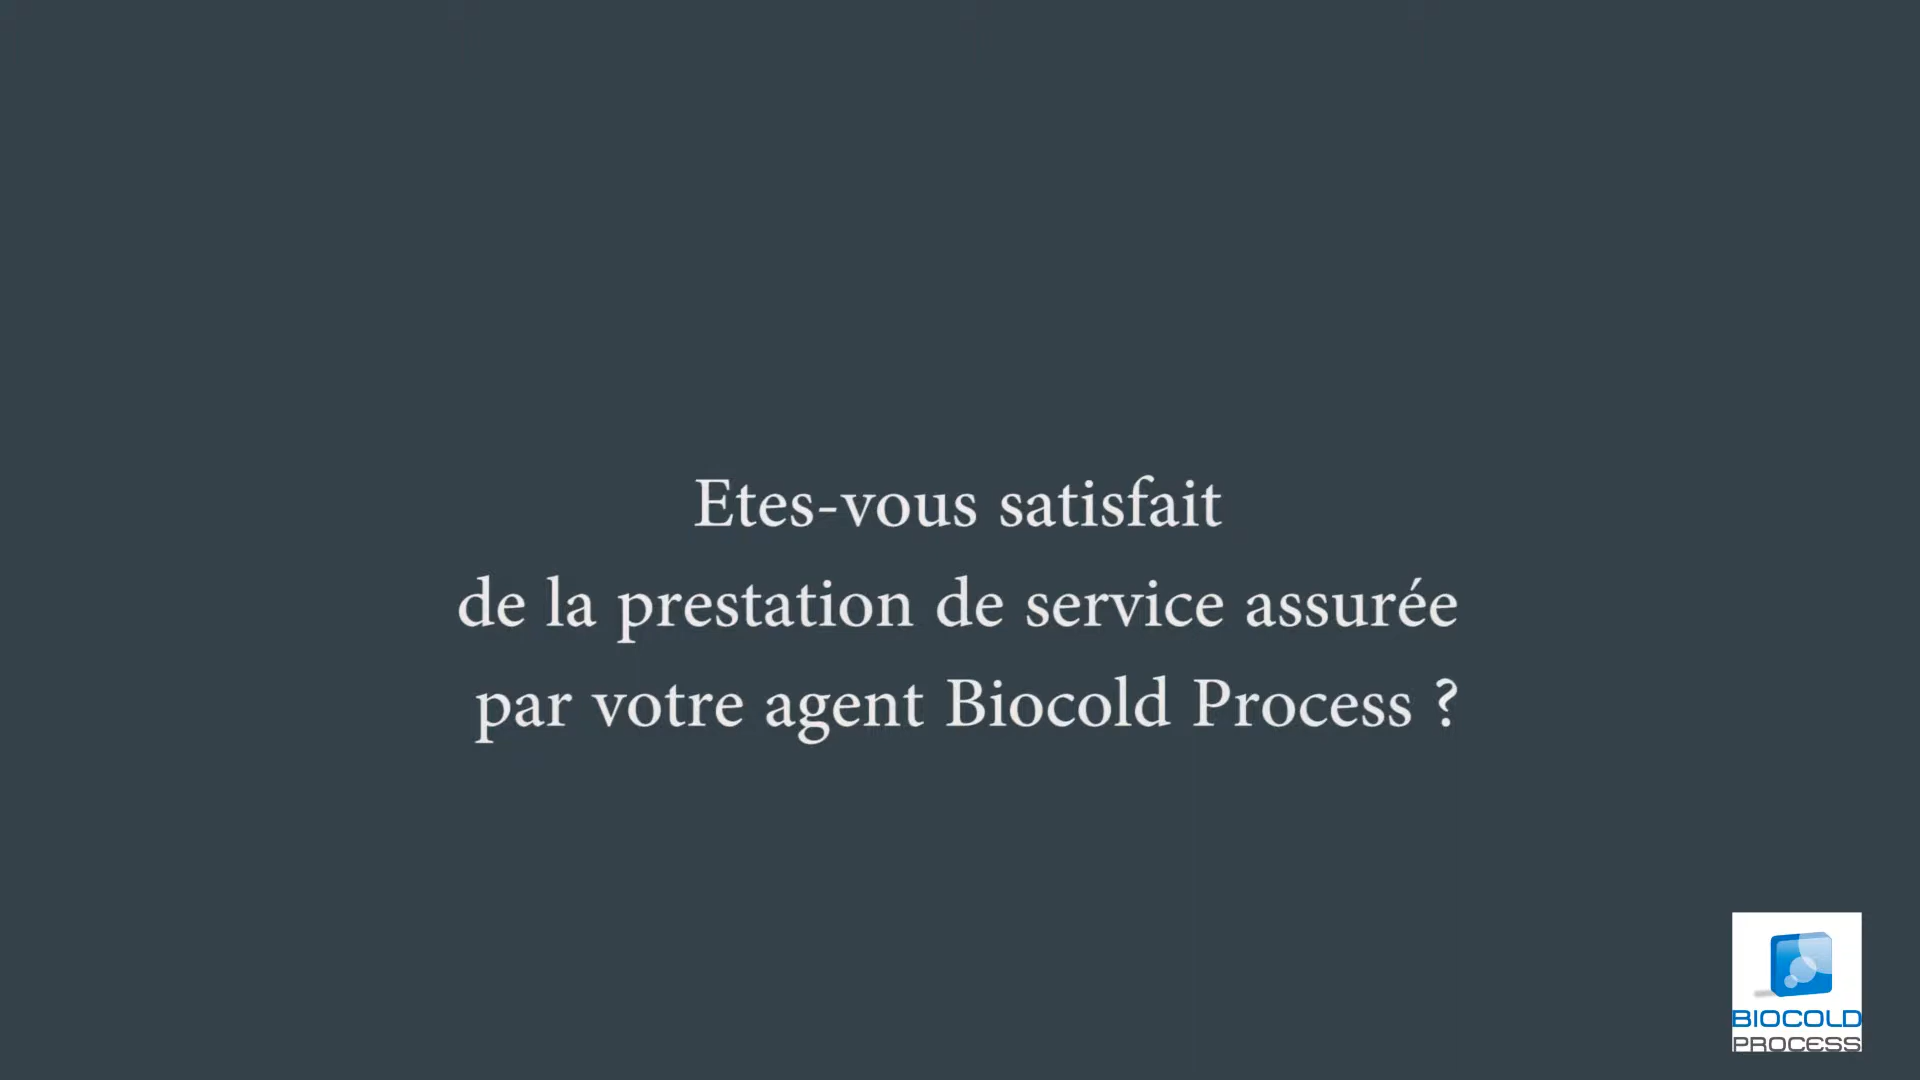 Etes-vous satisfait
de la prestation de service assurée
par votre agent Biocold Process ?
BIOCOLD
PROCESS